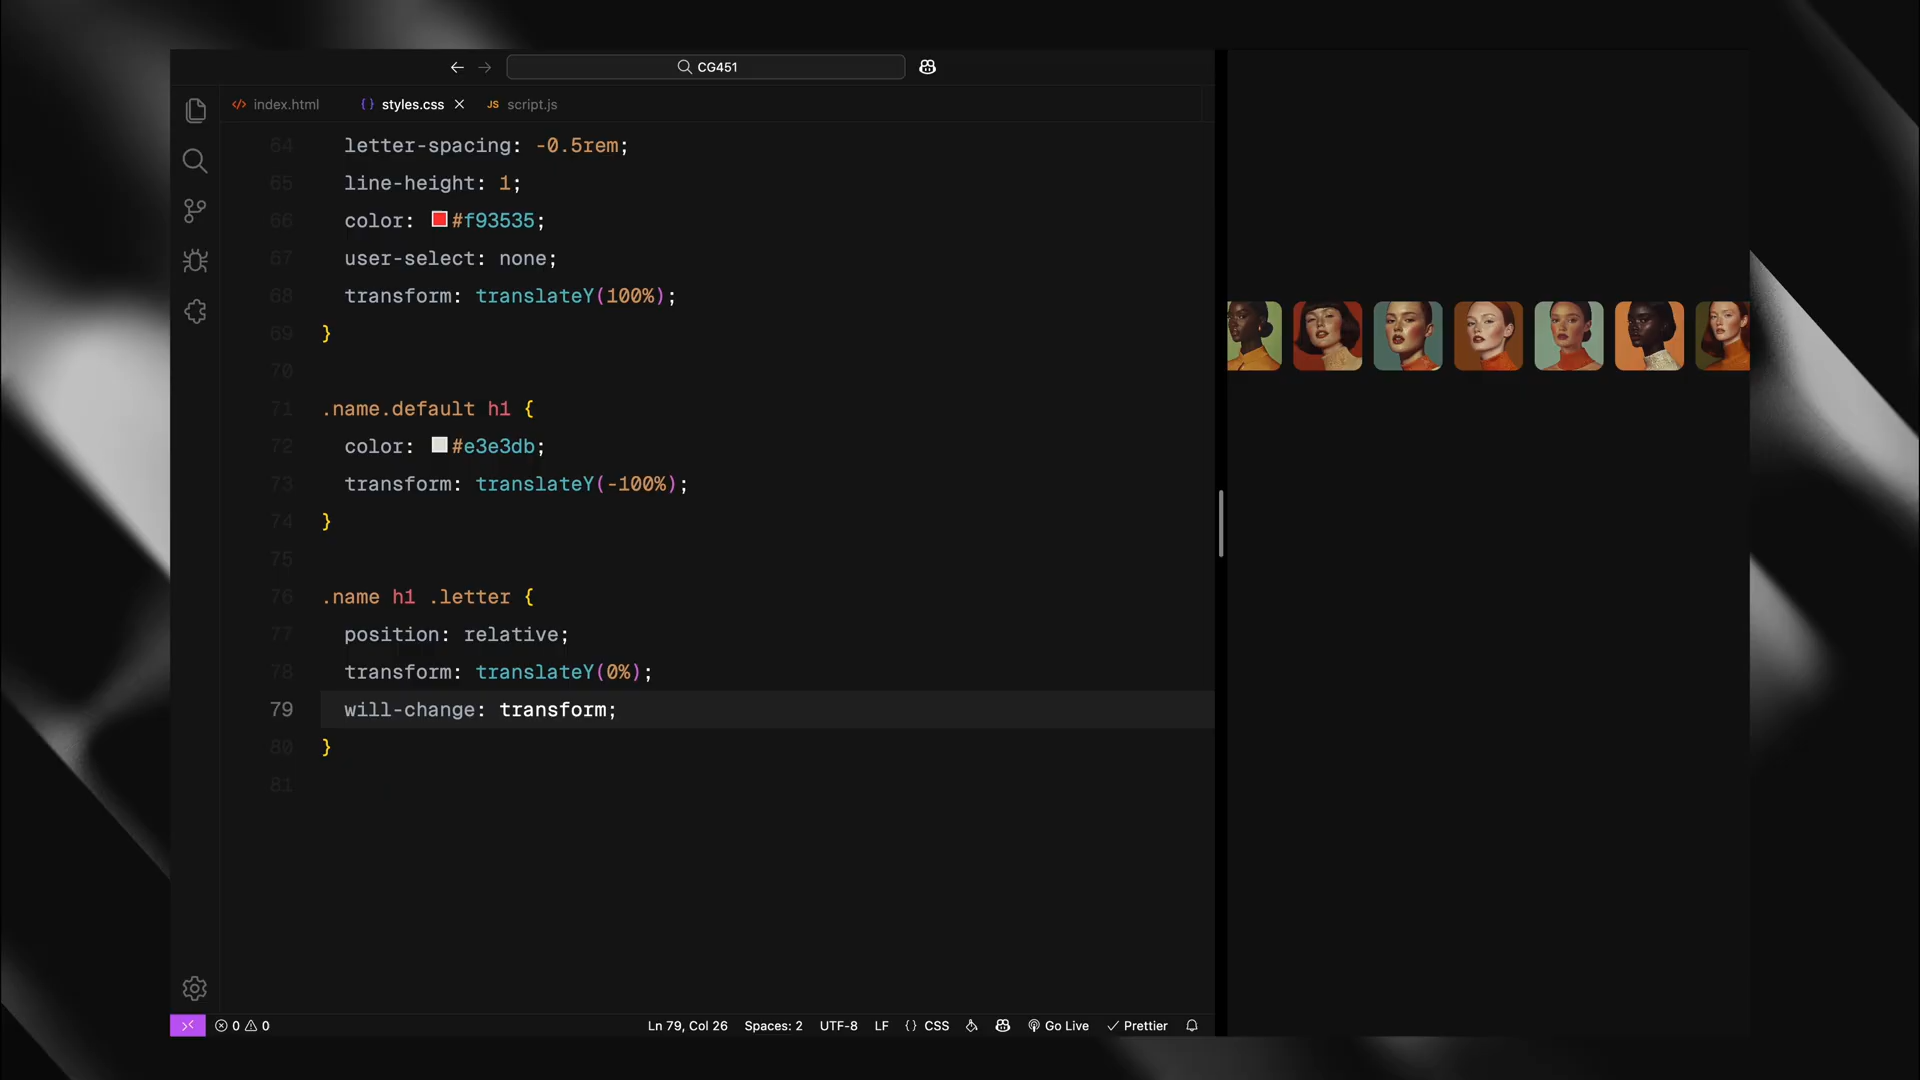 CG451
index.html
{} styles.css
JS script.js
64 letter-spacing: -0.5rem;
65 line-height: 1;
66 color: #f93535;
67 user-select: none;
68 transform: translateY(100%);
69 }
70
71 .name.default h1 {
72 color: #e3e3db;
73 transform: translateY(-100%);
74 }
75
76 .name h1 .letter {
77 position: relative;
78 transform: translateY(0%);
79 will-change: transform;
80 }
81
0 0 Ln 79, Col 26 Spaces: 2 UTF-8 LF {} CSS Go Live Prettier